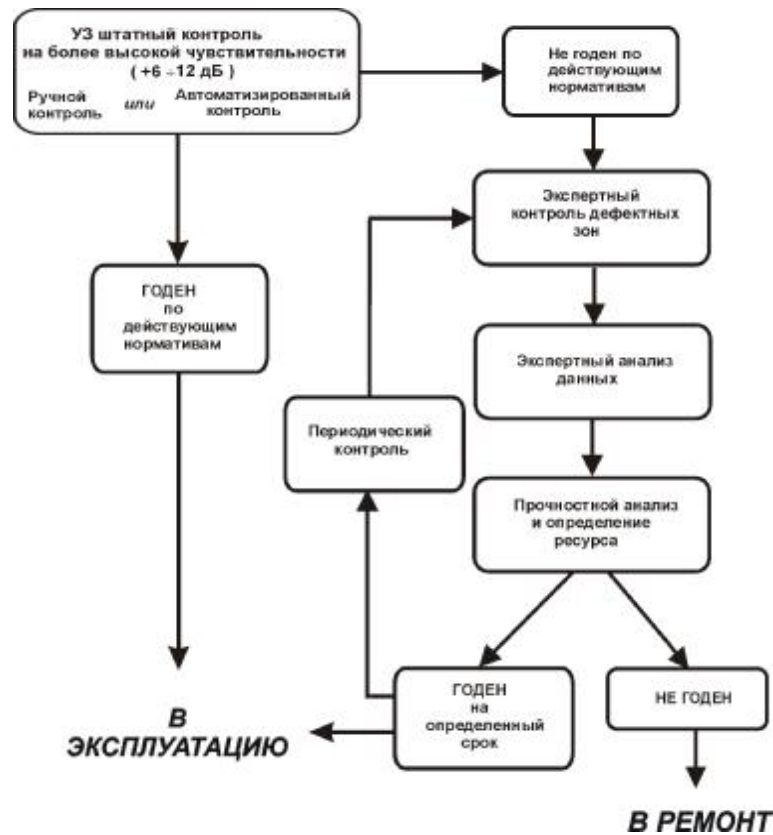 УЗ штатный контроль
на более высокой чувствительности
( +6 ÷12 дБ )
Ручной контроль или Автоматизированный контроль
Не годен по
действующим
нормативам
Экспертный
контроль дефектных
зон
ГОДЕН
по
действующим
нормативам
Экспертный анализ
данных
Периодический
контроль
Прочностной анализ
и определение
ресурса
ГОДЕН
на
определенный
срок
НЕ ГОДЕН
В
ЭКСПЛУАТАЦИЮ
В РЕМОНТ